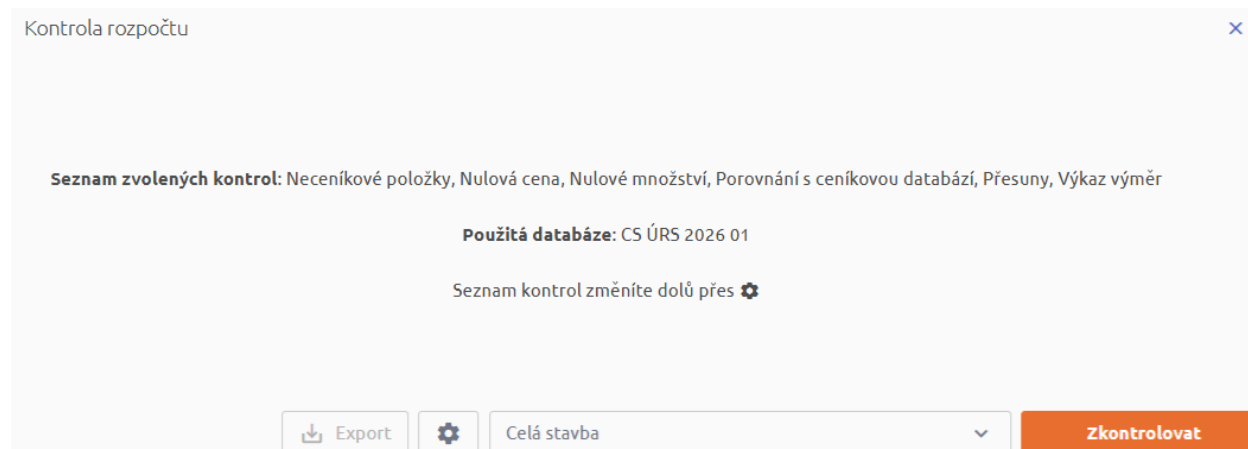 Kontrola rozpočtu
Seznam zvolených kontrol: Neceníkové položky, Nulová cena, Nulové množství, Porovnání s ceníkovou databází, Přesuny, Výkaz výměr
Použitá databáze: CS ÚRS 2026 01
Seznam kontrol změníte dolů přes
Export
Celá stavba
Zkontrolovat